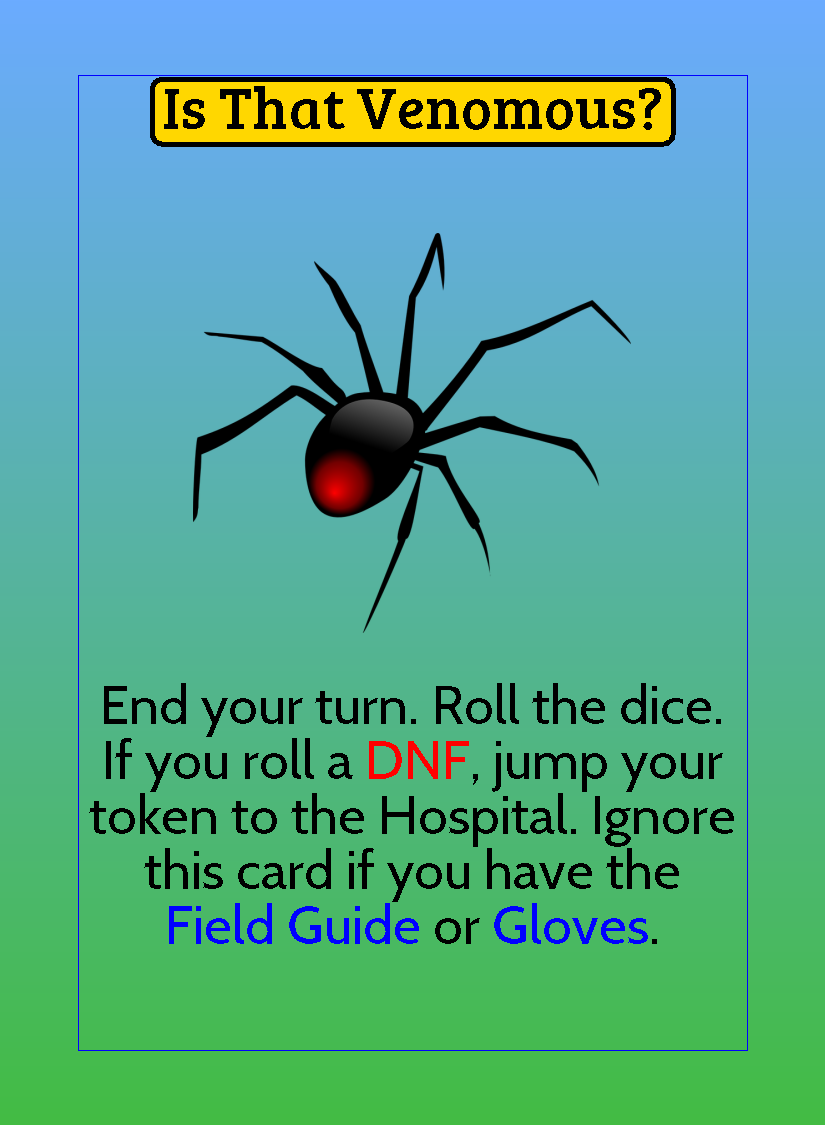 Is That Venomous?
End your turn. Roll the dice.
If you roll a DNF, jump your
token to the Hospital. Ignore
this card if you have the
Field Guide or Gloves.